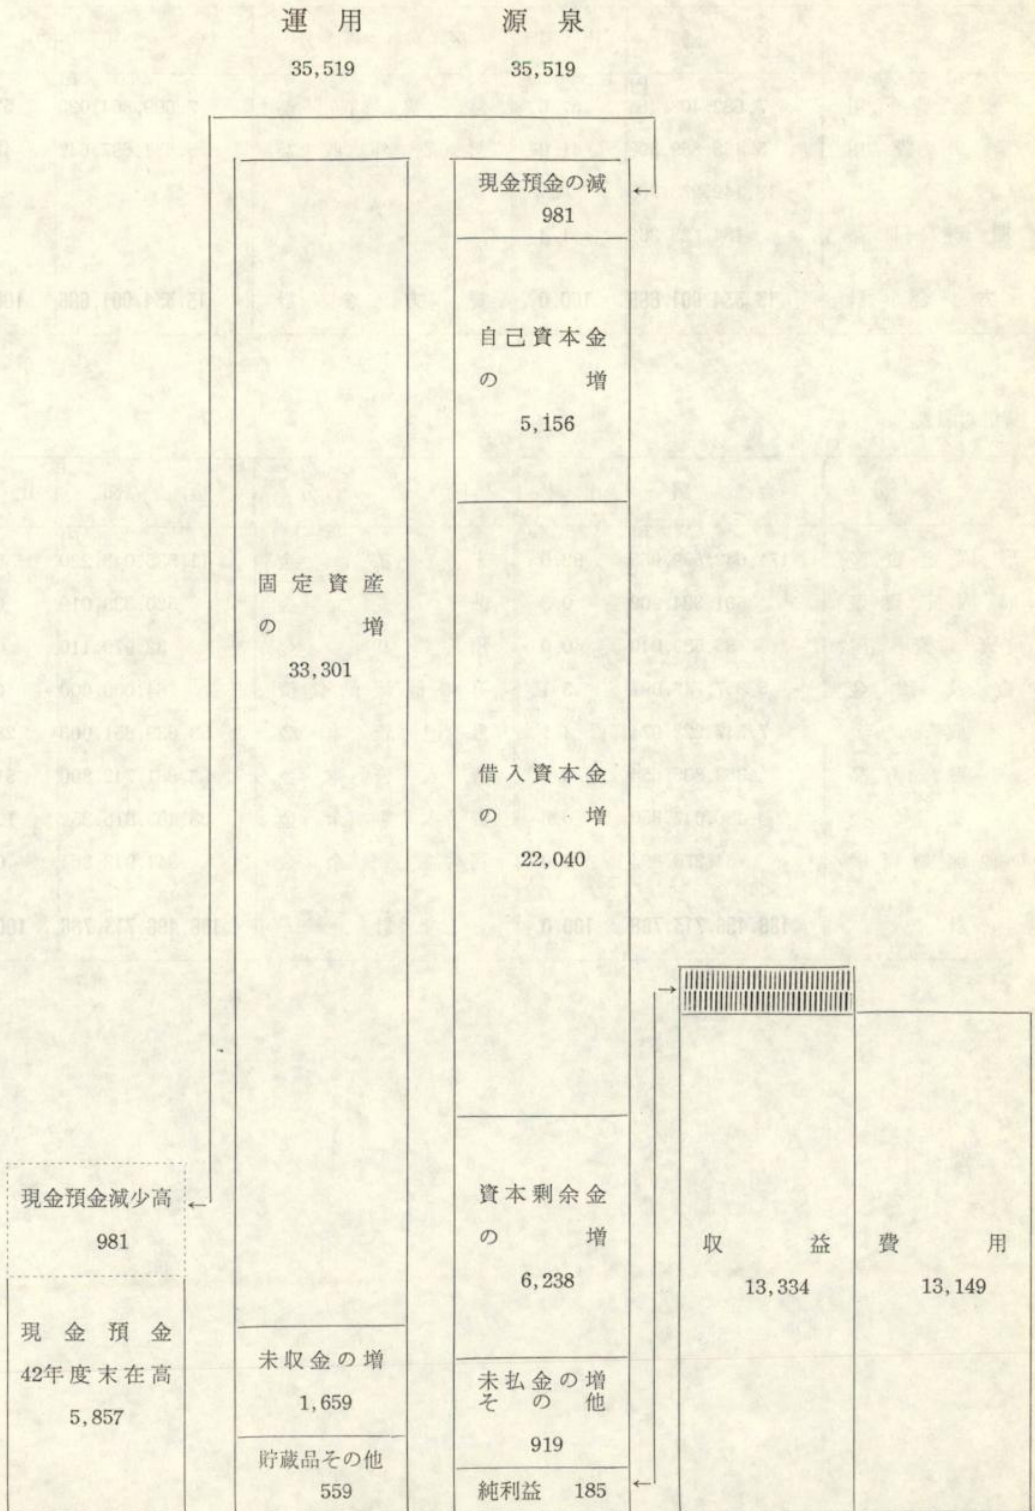 運用
35,519
源泉
35,519
現金預金の減
981
自己資本金
の増
5,156
固定資産
の増
33,301
借入資本金
の増
22,040
現金預金減少高
981
資本剰余金
の増
6,238
収益
13,334
費用
13,149
現金預金
42年度末在高
5,857
未収金の増
1,659
未払金の増
その他
919
貯蔵品その他
559
純利益 185